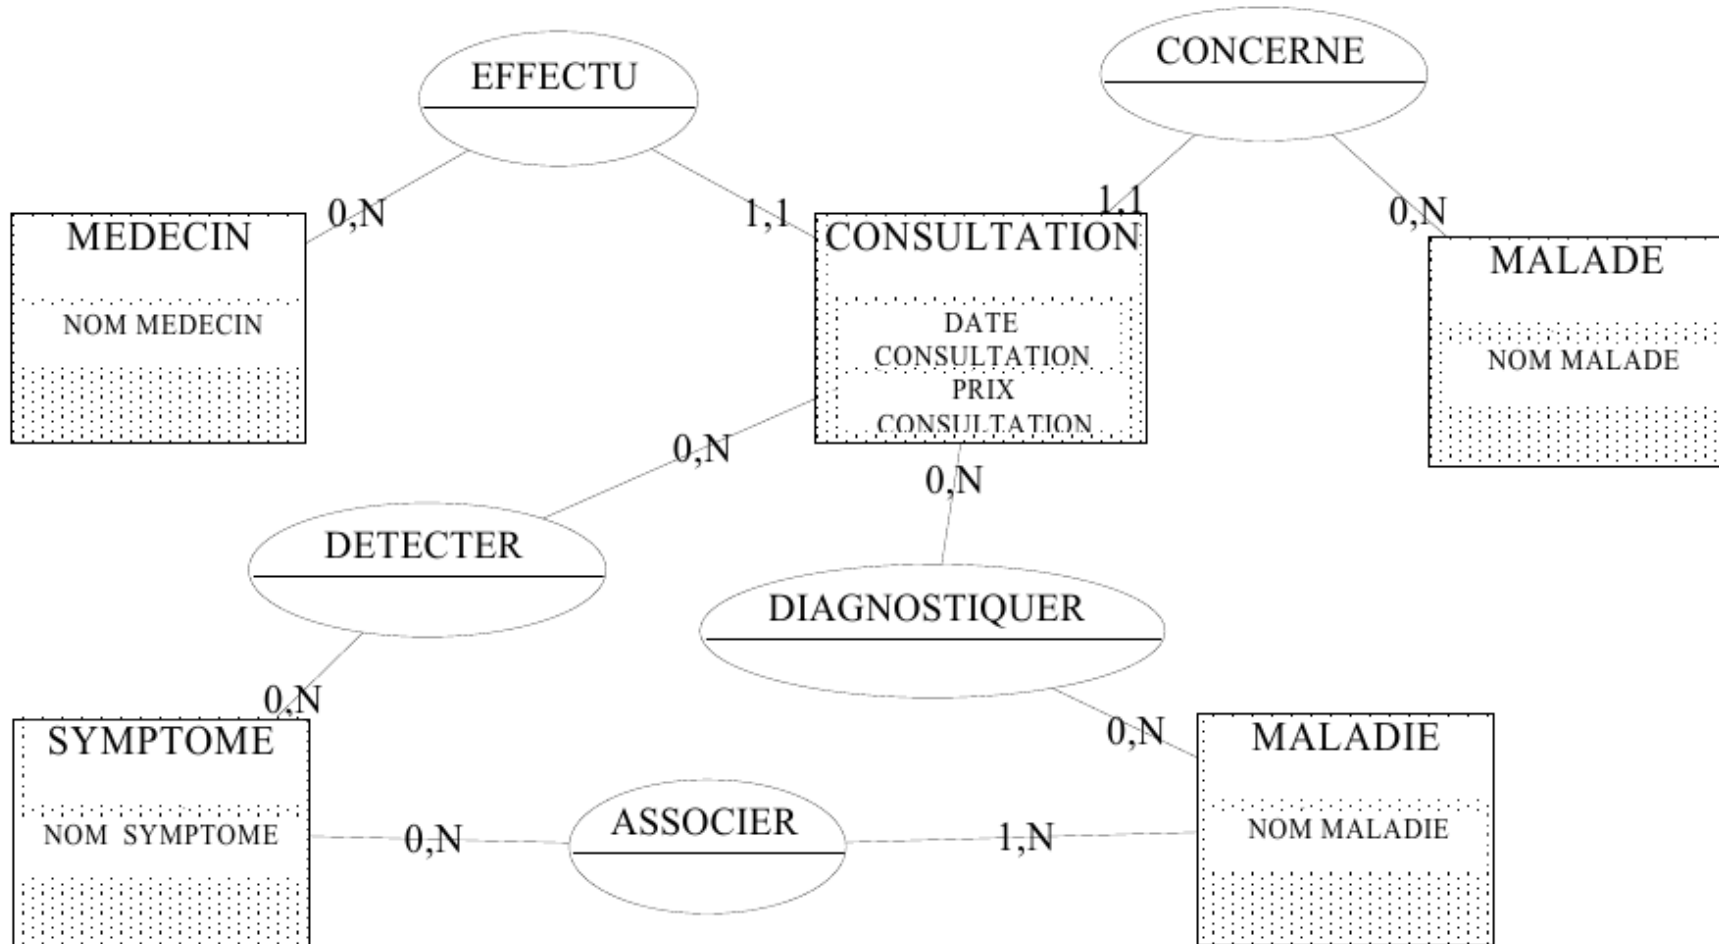 EFFECTU
CONCERNE
0,N
1,1
1,1
0,N
MEDECIN
NOM MEDECIN
CONSULTATION
DATE
CONSULTATION
PRIX
CONSULTATION
MALADE
NOM MALADE
0,N
0,N
DETECTER
DIAGNOSTIQUER
0,N
0,N
SYMPTOME
NOM SYMPTOME
0,N
ASSOCIER
1,N
MALADIE
NOM MALADIE